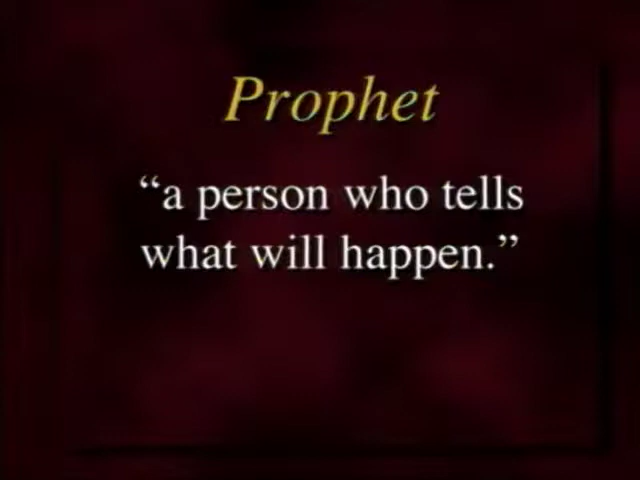 Prophet
“a person who tells
what will happen.”